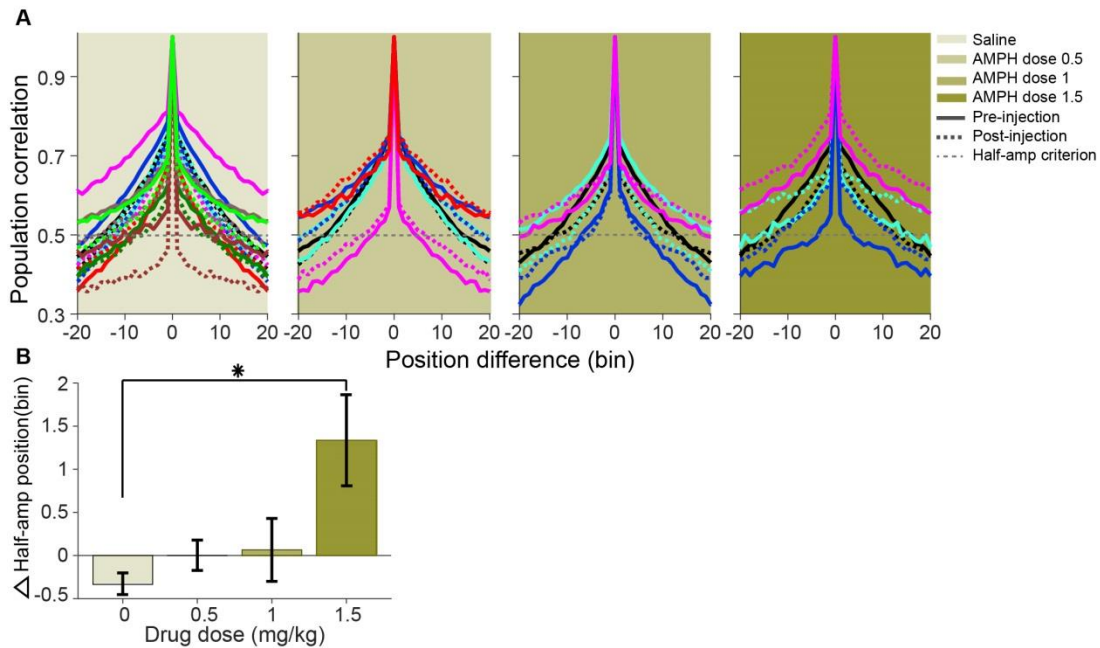 A
Population correlation
0.9
0.7
0.5
0.3
-20 -10 0 10 20
-20 -10 0 10 20
-20 -10 0 10 20
-20 -10 0 10 20
Position difference (bin)
Saline
AMPH dose 0.5
AMPH dose 1
AMPH dose 1.5
Pre-injection
Post-injection
Half-amp criterion
B
*
△ Half-amp position(bin)
2
1.5
1
0.5
0
-0.5
0 0.5 1 1.5
Drug dose (mg/kg)